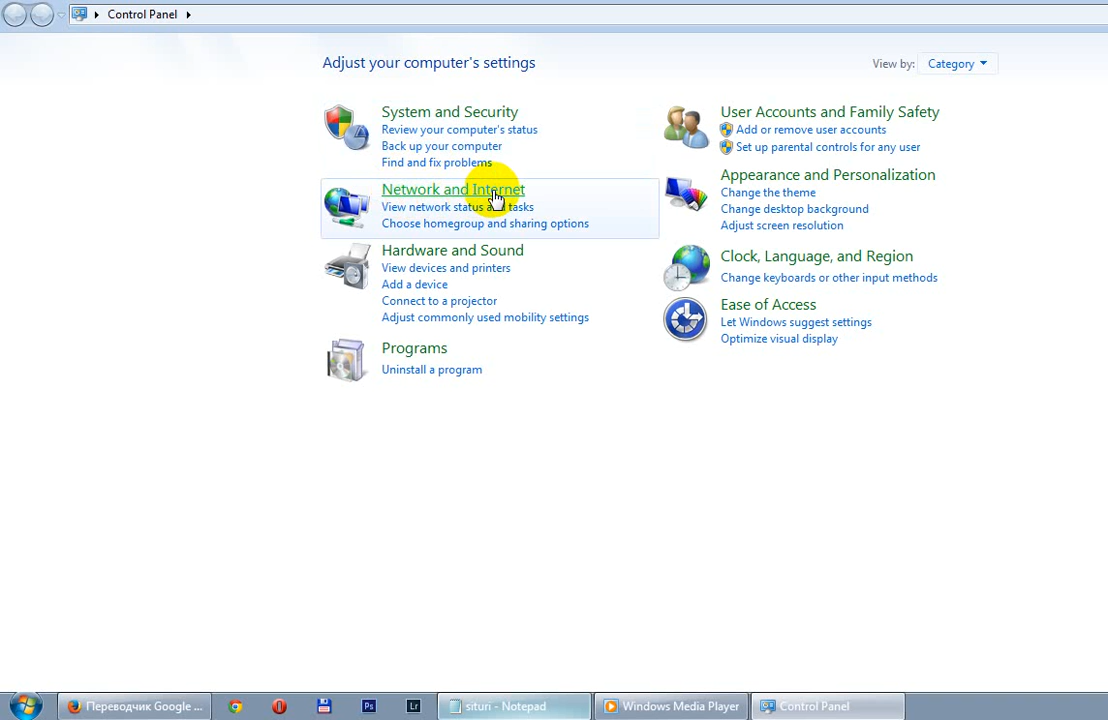 Control Panel
Adjust your computer's settings
View by: Category
System and Security
Review your computer's status
Back up your computer
Find and fix problems
Network and Internet
View network status and tasks
Choose homegroup and sharing options
Hardware and Sound
View devices and printers
Add a device
Connect to a projector
Adjust commonly used mobility settings
Programs
Uninstall a program
User Accounts and Family Safety
Add or remove user accounts
Set up parental controls for any user
Appearance and Personalization
Change the theme
Change desktop background
Adjust screen resolution
Clock, Language, and Region
Change keyboards or other input methods
Ease of Access
Let Windows suggest settings
Optimize visual display
Переводчик Google ...
Ps
Lr
situri - Notepad
Windows Media Player
Control Panel